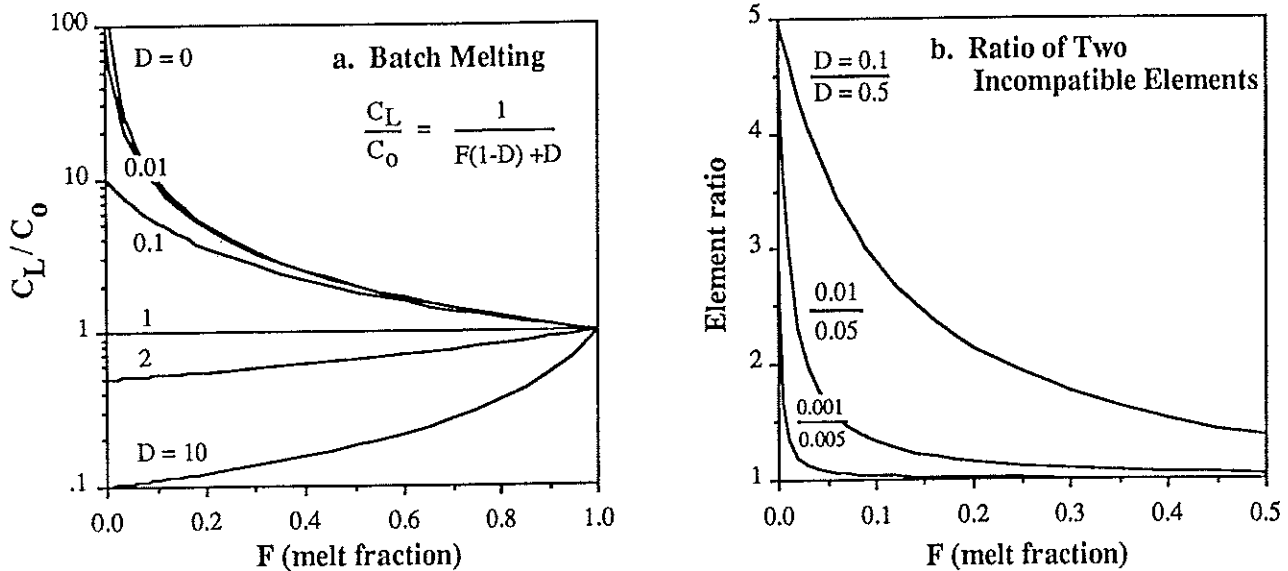 a. Batch Melting
C_L / C_o = 1 / F(1-D) +D
D = 0
0.01
0.1
1
2
D = 10
100
10
1
.1
C_L / C_o
0.0 0.2 0.4 0.6 0.8 1.0
F (melt fraction)
b. Ratio of Two
Incompatible Elements
D = 0.1
D = 0.5
0.01
0.05
0.001
0.005
5
4
3
2
1
Element ratio
0.0 0.1 0.2 0.3 0.4 0.5
F (melt fraction)